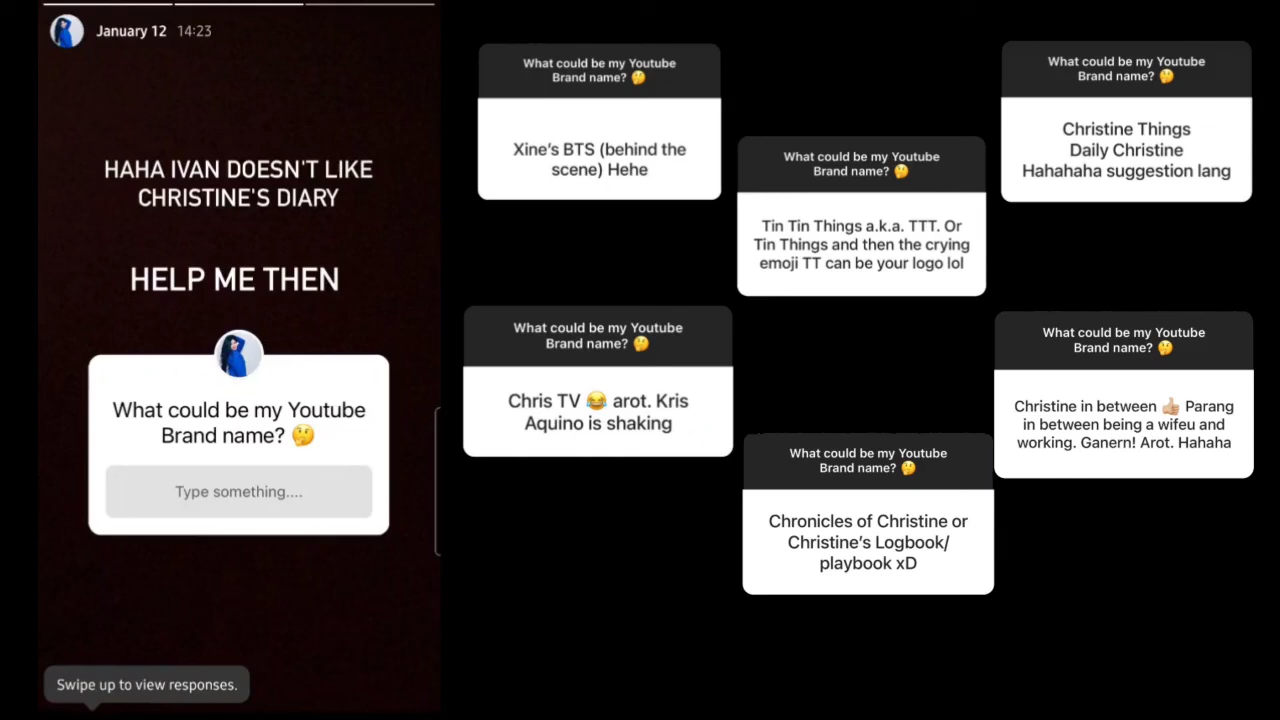 January 12 14:23
HAHA IVAN DOESN'T LIKE
CHRISTINE'S DIARY
HELP ME THEN
What could be my Youtube
Brand name? 🤔
Type something....
Swipe up to view responses.
What could be my Youtube
Brand name? 🤔
Xine's BTS (behind the
scene) Hehe
What could be my Youtube
Brand name? 🤔
Tin Tin Things a.k.a. TTT. Or
Tin Things and then the crying
emoji TT can be your logo lol
What could be my Youtube
Brand name? 🤔
Christine Things
Daily Christine
Hahahaha suggestion lang
What could be my Youtube
Brand name? 🤔
Chris TV 😂 arot. Kris
Aquino is shaking
What could be my Youtube
Brand name? 🤔
Chronicles of Christine or
Christine's Logbook/
playbook xD
What could be my Youtube
Brand name? 🤔
Christine in between 👍🏼 Parang
in between being a wifeu and
working. Ganern! Arot. Hahaha